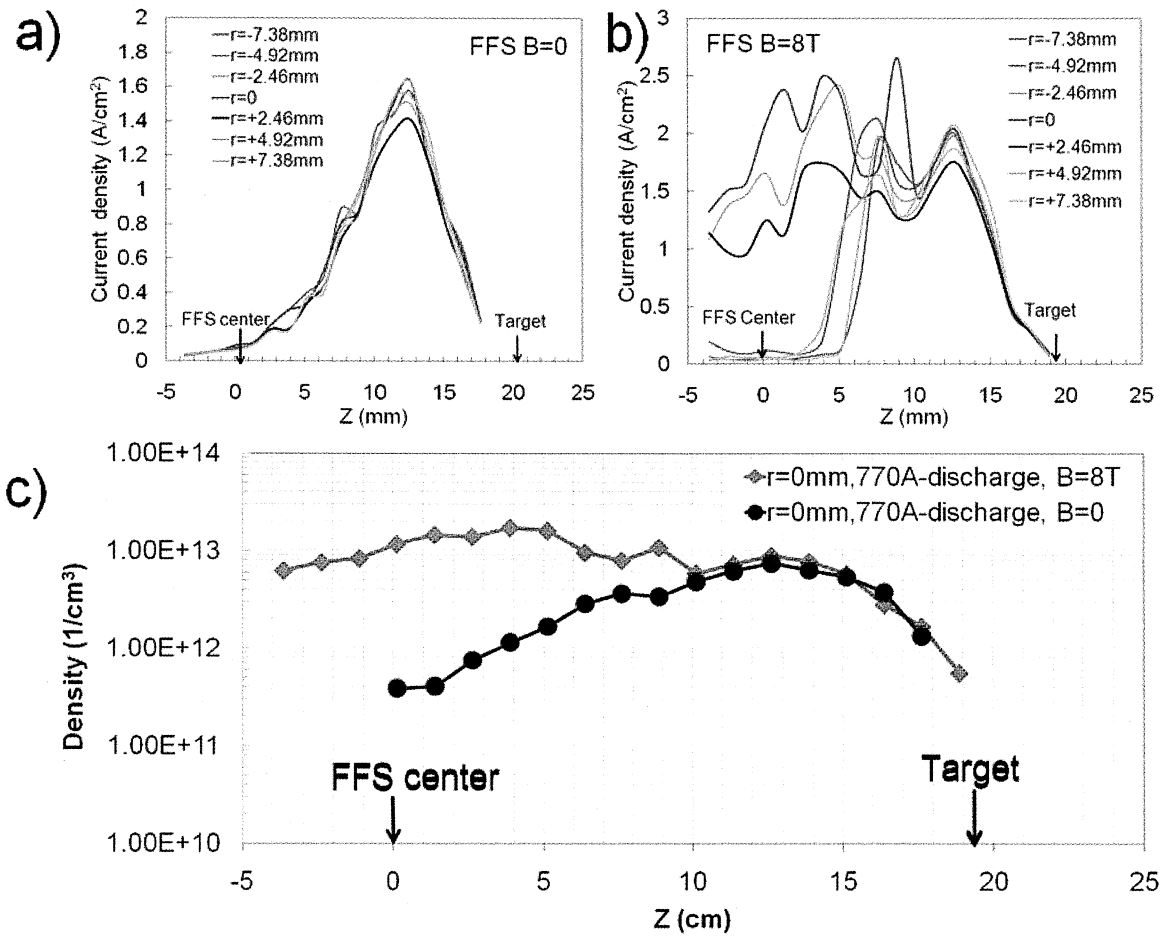 a)
FFS B=0
r=-7.38mm
r=-4.92mm
r=-2.46mm
r=0
r=+2.46mm
r=+4.92mm
r=+7.38mm
Current density (A/cm²)
2
1.8
1.6
1.4
1.2
1
0.8
0.6
0.4
0.2
0
FFS center
Target
-5 0 5 10 15 20 25
Z (mm)
b)
FFS B=8T
r=-7.38mm
r=-4.92mm
r=-2.46mm
r=0
r=+2.46mm
r=+4.92mm
r=+7.38mm
Current density (A/cm²)
3
2.5
2
1.5
1
0.5
0
FFS Center
Target
-5 0 5 10 15 20 25
Z (mm)
c)
r=0mm,770A-discharge, B=8T
r=0mm,770A-discharge, B=0
Density (1/cm³)
1.00E+14
1.00E+13
1.00E+12
1.00E+11
1.00E+10
FFS center
Target
-5 0 5 10 15 20 25
Z (cm)